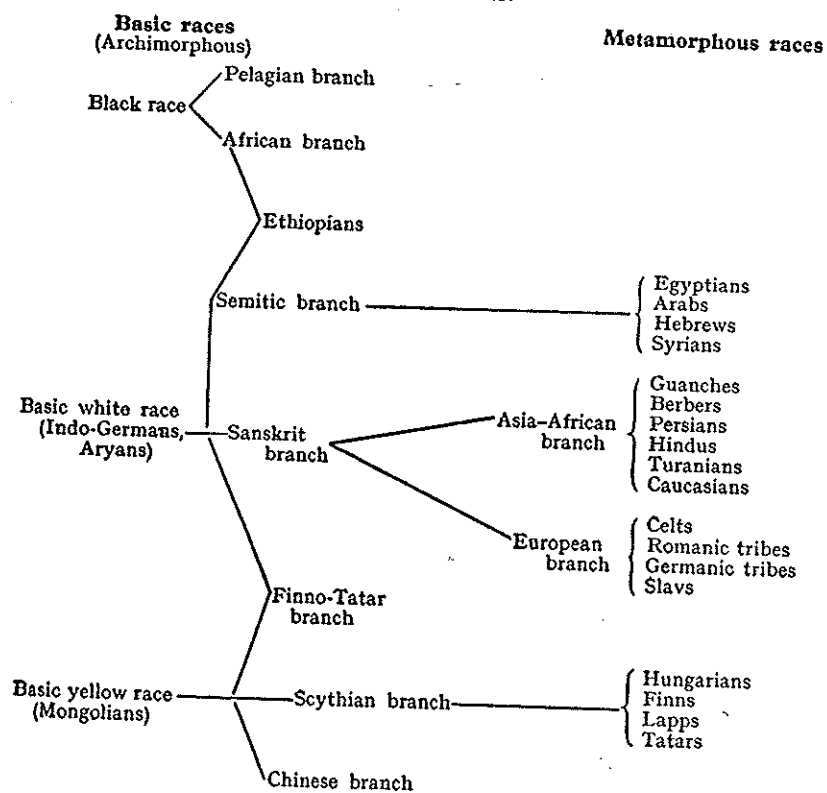 Basic races
(Archimorphous)
Metamorphous races
Pelagian branch
Black race
African branch
Ethiopians
Semitic branch
Egyptians
Arabs
Hebrews
Syrians
Basic white race
(Indo-Germans,
Aryans)
Sanskrit
branch
Asia-African
branch
Guanches
Berbers
Persians
Hindus
Turanians
Caucasians
European
branch
Celts
Romanic tribes
Germanic tribes
Slavs
Finno-Tatar
branch
Basic yellow race
(Mongolians)
Scythian branch
Hungarians
Finns
Lapps
Tatars
Chinese branch